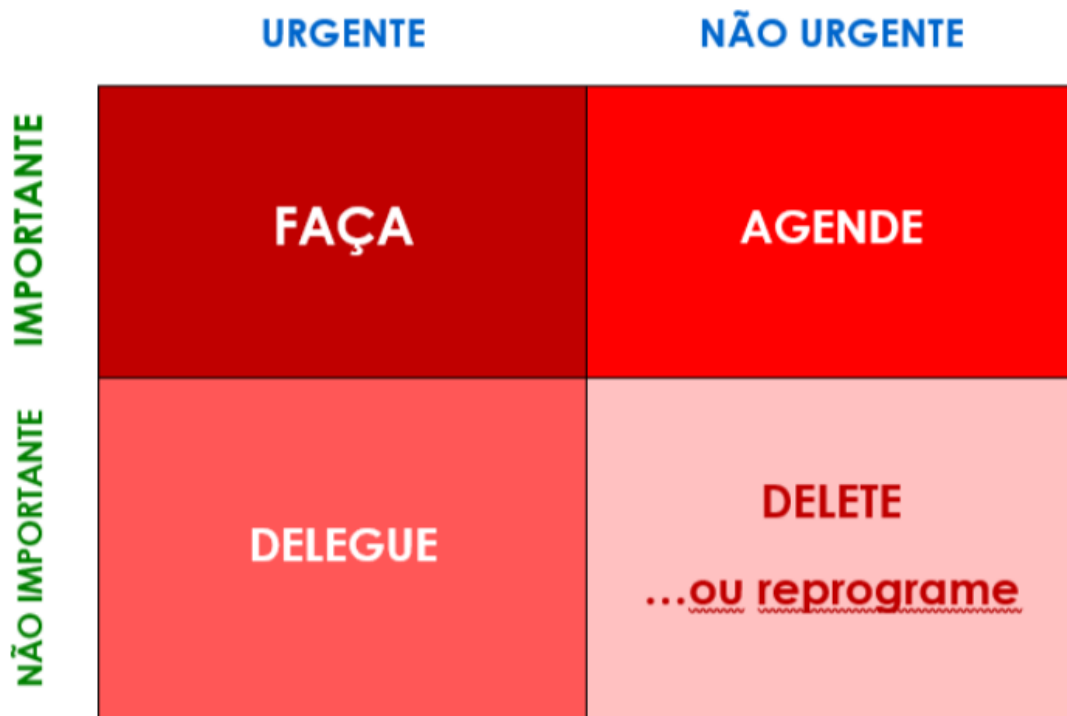 URGENTE
NÃO URGENTE
IMPORTANTE
FAÇA
AGENDE
NÃO IMPORTANTE
DELEGUE
DELETE
...ou reprograme